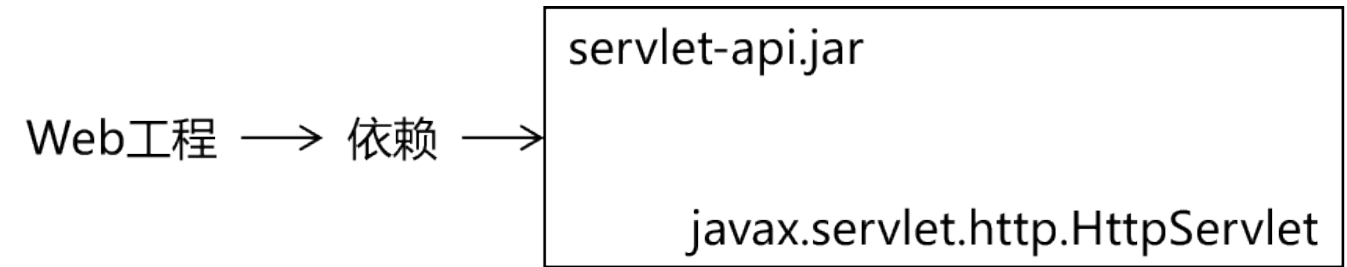 servlet-api.jar
Web工程 → 依赖 →
javax.servlet.http.HttpServlet